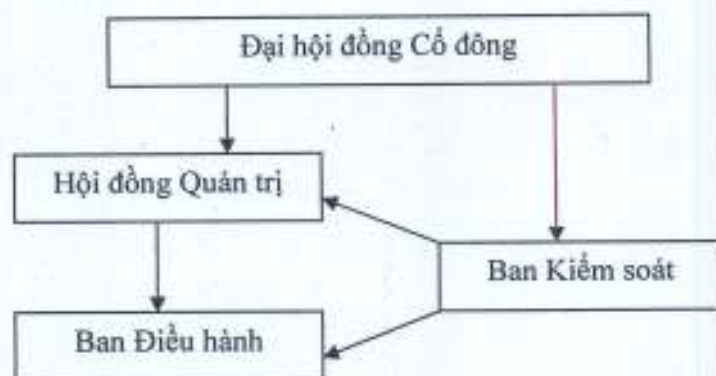 Đại hội đồng Cổ đông
Hội đồng Quản trị
Ban Kiểm soát
Ban Điều hành